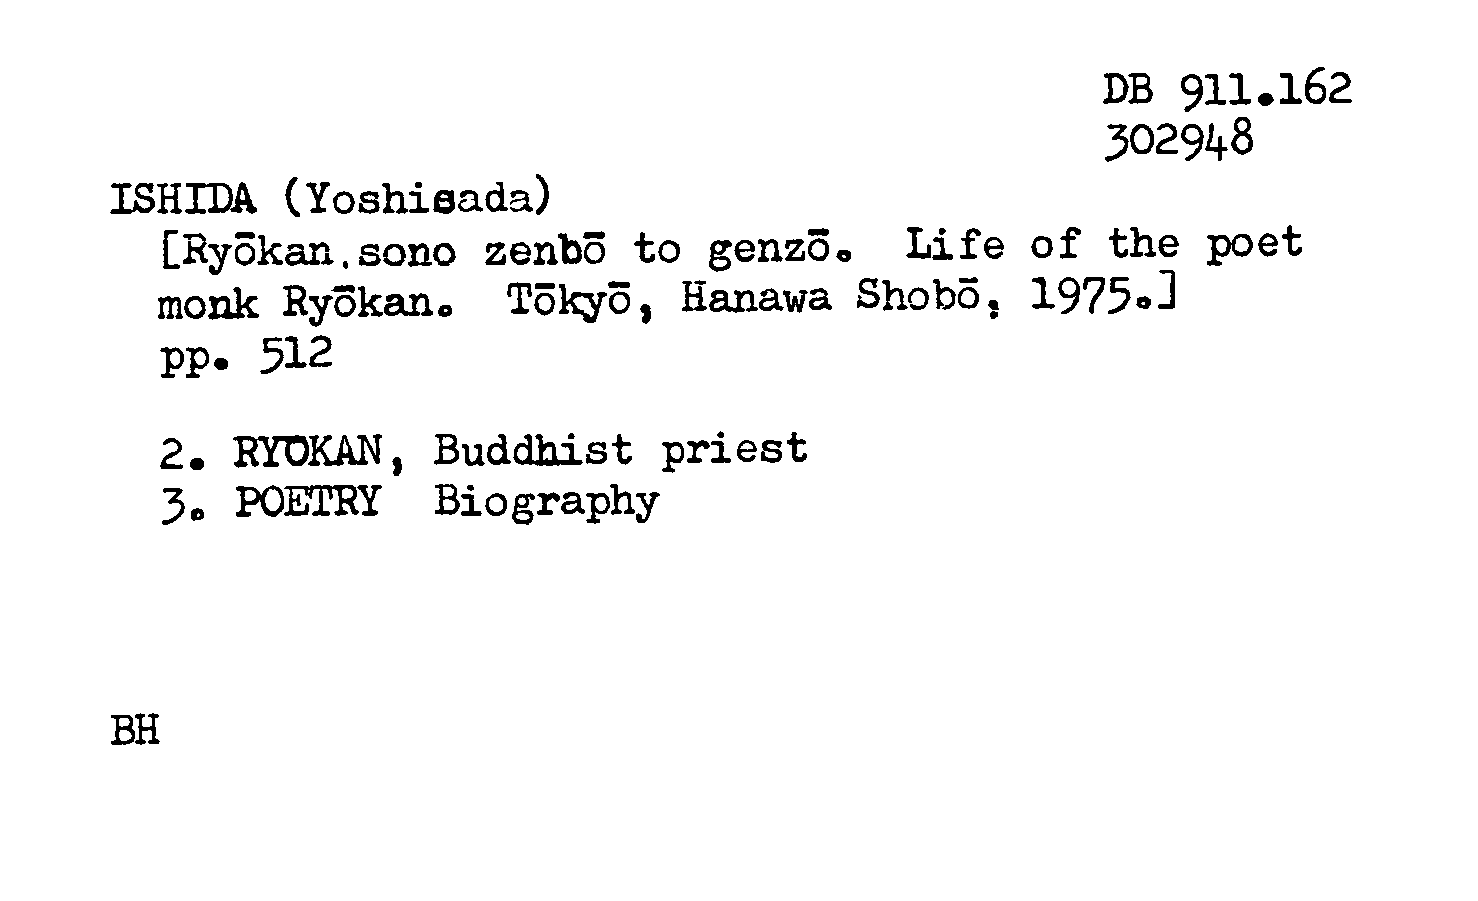 DB 911.162
302948
ISHIDA (Yoshisada)
[Ryōkan.sono zenbō to genzō. Life of the poet
monk Ryōkan. Tōkyō, Hanawa Shobō, 1975.]
pp. 512
2. RYŌKAN, Buddhist priest
3. POETRY Biography
BH